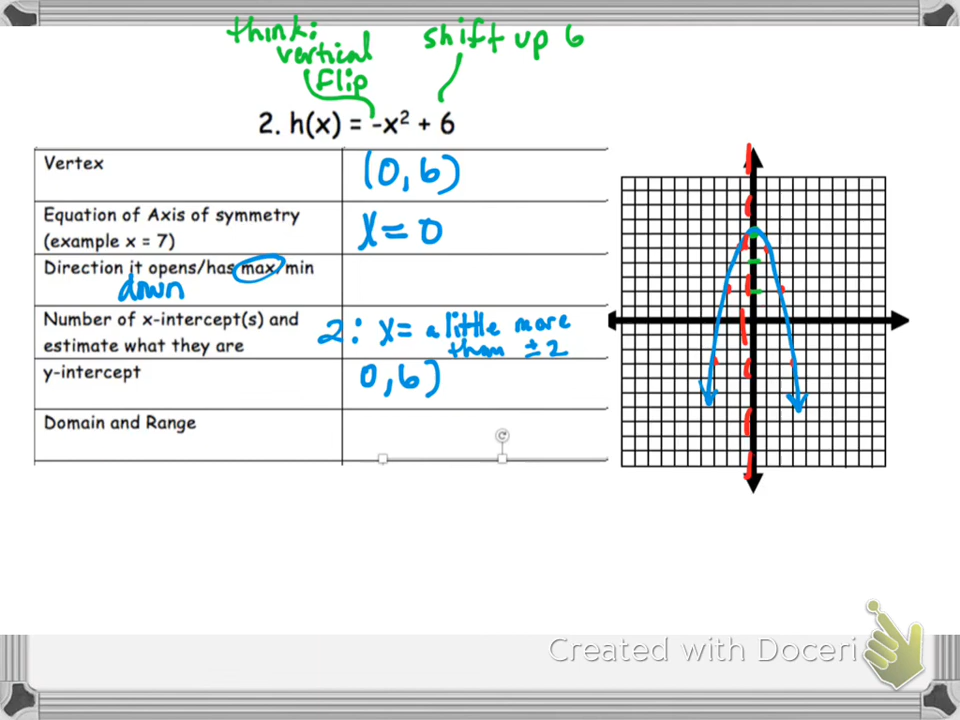 think:
vertical
flip
shift up 6
2. h(x) = -x² + 6
Vertex
(0,6)
Equation of Axis of symmetry
(example x = 7)
x = 0
Direction it opens/has max/min
down
Number of x-intercept(s) and
estimate what they are
2: x = a little more
than ±2
y-intercept
0,6)
Domain and Range
Created with Doceri